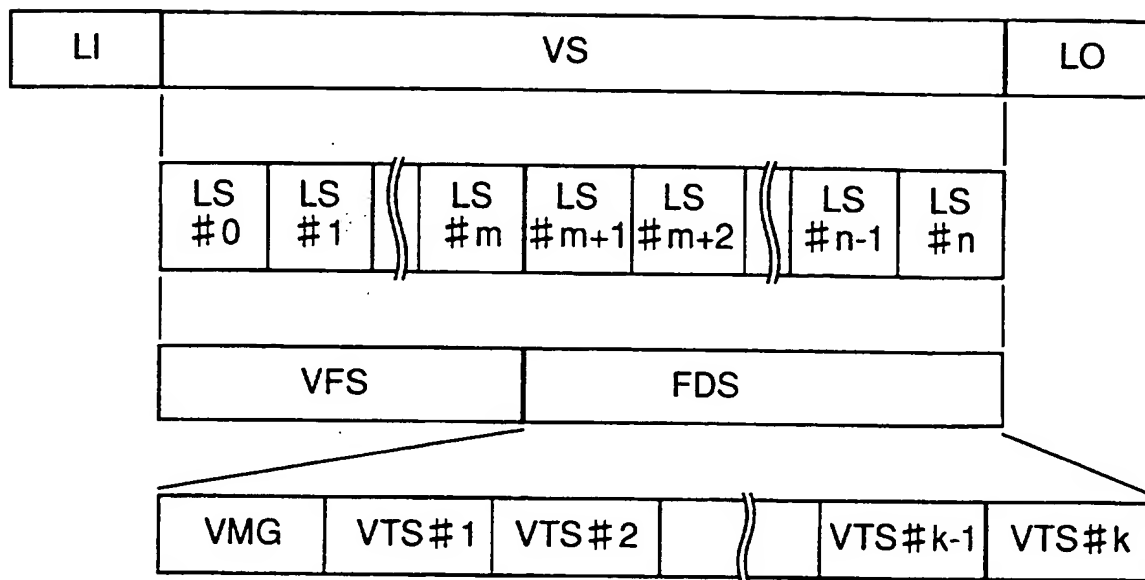 LI VS LO
LS LS LS LS LS LS LS
#0 #1 #m #m+1 #m+2 #n-1 #n
VFS FDS
VMG VTS#1 VTS#2 VTS#k-1 VTS#k